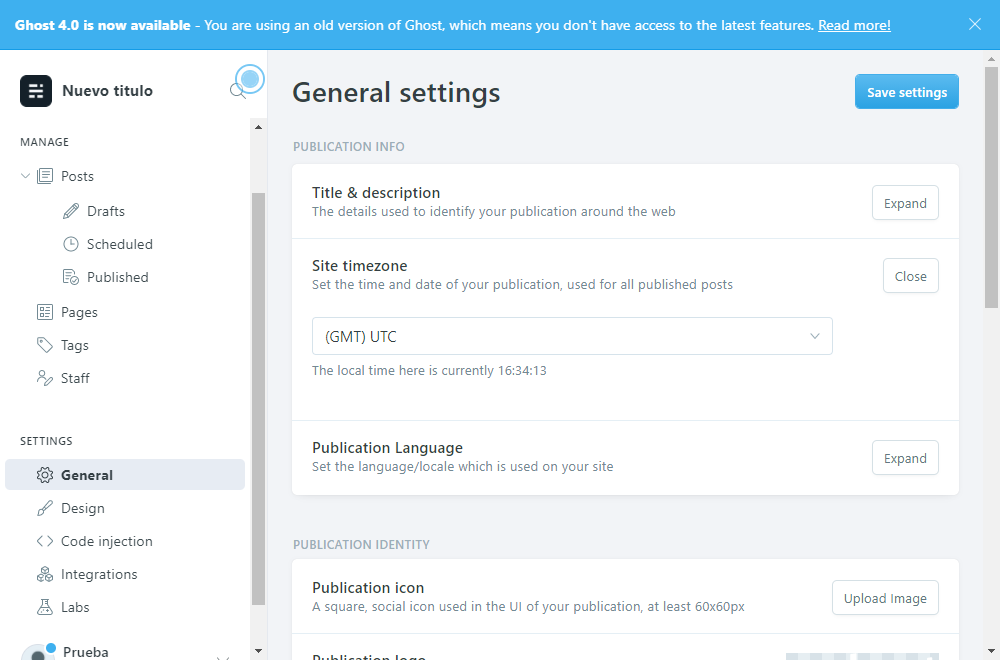 Ghost 4.0 is now available - You are using an old version of Ghost, which means you don't have access to the latest features. Read more!
Nuevo titulo
MANAGE
Posts
Drafts
Scheduled
Published
Pages
Tags
Staff
SETTINGS
General
Design
Code injection
Integrations
Labs
Prueba
General settings
Save settings
PUBLICATION INFO
Title & description
The details used to identify your publication around the web
Expand
Site timezone
Set the time and date of your publication, used for all published posts
Close
(GMT) UTC
The local time here is currently 16:34:13
Publication Language
Set the language/locale which is used on your site
Expand
PUBLICATION IDENTITY
Publication icon
A square, social icon used in the UI of your publication, at least 60x60px
Upload Image
Publication logo